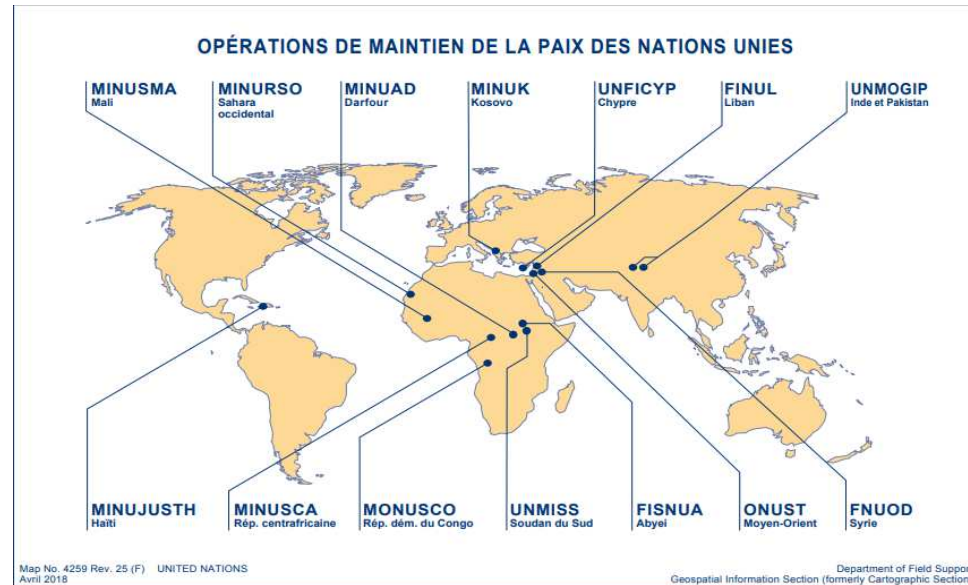 OPÉRATIONS DE MAINTIEN DE LA PAIX DES NATIONS UNIES
MINUSMA
Mali
MINURSO
Sahara
occidental
MINUAD
Darfour
MINUK
Kosovo
UNFICYP
Chypre
FINUL
Liban
UNMOGIP
Inde et Pakistan
MINUJUSTH
Haïti
MINUSCA
Rép. centrafricaine
MONUSCO
Rép. dém. du Congo
UNMISS
Soudan du Sud
FISNUA
Abyei
ONUST
Moyen-Orient
FNUOD
Syrie
Map No. 4259 Rev. 25 (F) UNITED NATIONS
Avril 2018
Department of Field Suppor
Geospatial Information Section (formerly Cartographic Section